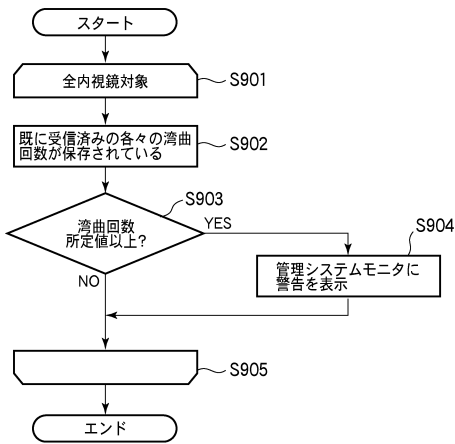 スタート
全内視鏡対象
S901
既に受信済みの各々の湾曲
回数が保存されている
S902
S903
湾曲回数
所定値以上?
YES
S904
管理システムモニタに
警告を表示
NO
S905
エンド